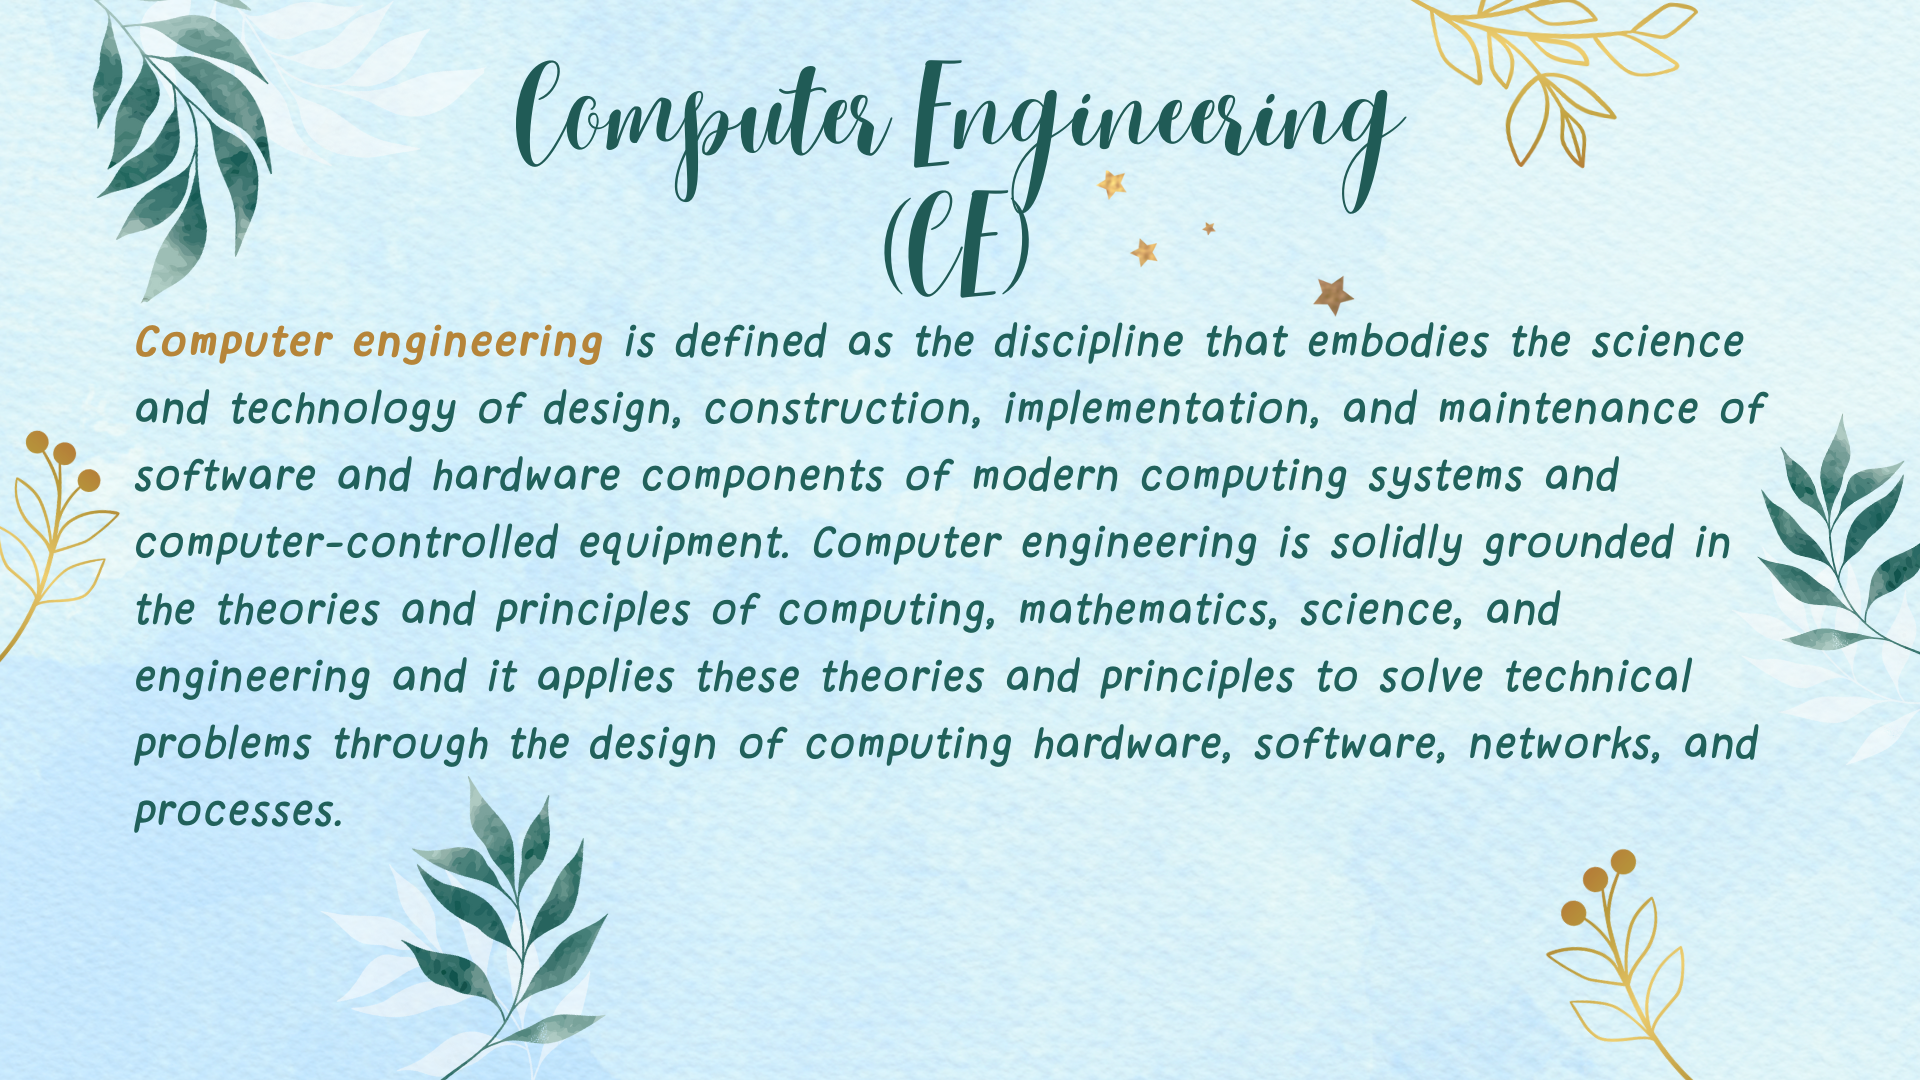 Computer Engineering
(CE)
Computer engineering is defined as the discipline that embodies the science
and technology of design, construction, implementation, and maintenance of
software and hardware components of modern computing systems and
computer-controlled equipment. Computer engineering is solidly grounded in
the theories and principles of computing, mathematics, science, and
engineering and it applies these theories and principles to solve technical
problems through the design of computing hardware, software, networks, and
processes.